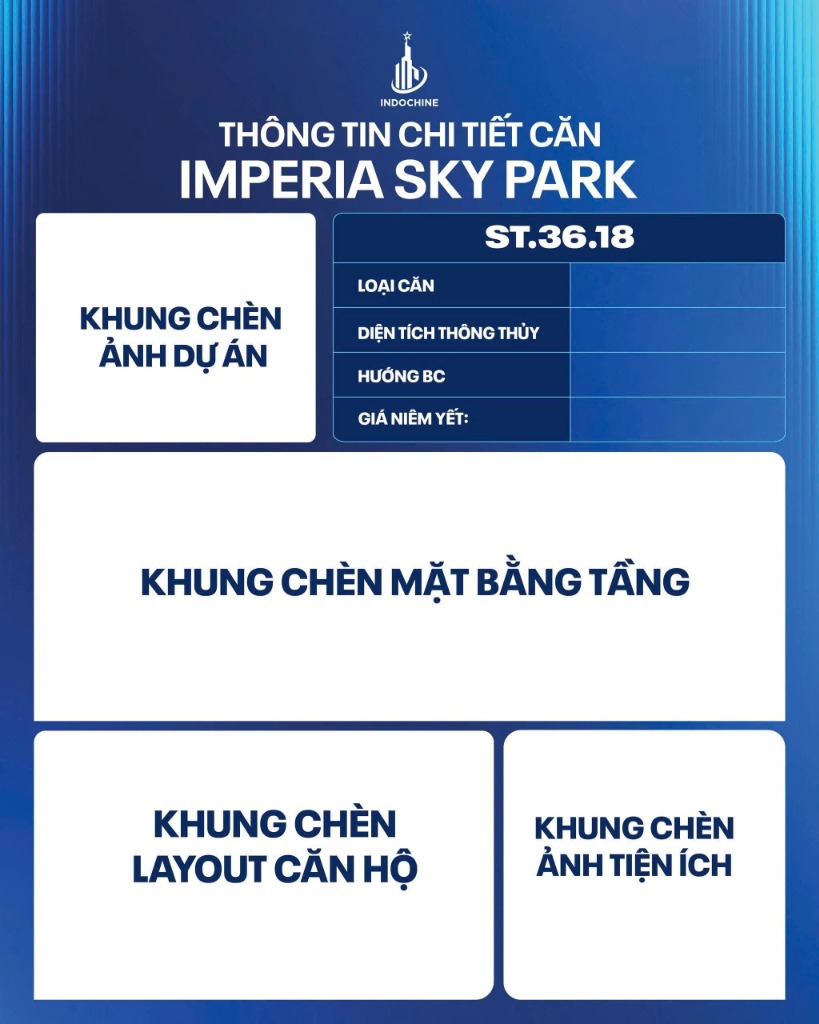 INDOCHINE
THÔNG TIN CHI TIẾT CĂN
IMPERIA SKY PARK
KHUNG CHÈN
ẢNH DỰ ÁN
ST.36.18
LOẠI CĂN
DIỆN TÍCH THÔNG THỦY
HƯỚNG BC
GIÁ NIÊM YẾT:
KHUNG CHÈN MẶT BẰNG TẦNG
KHUNG CHÈN
LAYOUT CĂN HỘ
KHUNG CHÈN
ẢNH TIỆN ÍCH